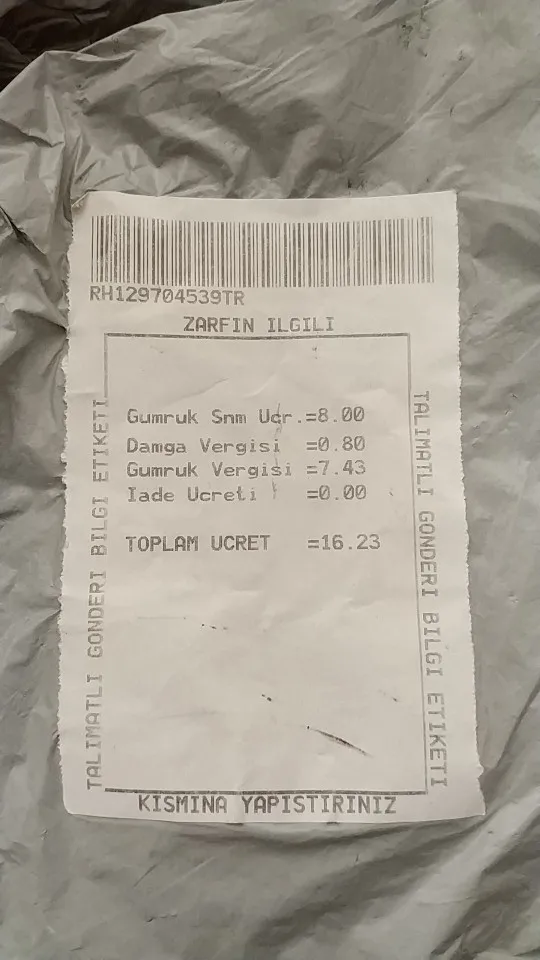 RH129704539TR
ZARFIN ILGILI
TALIMATLI GONDERI BILGI ETIKETI
Gumruk Snm Ucr.=8.00
Damga Vergisi =0.80
Gumruk Vergisi =7.43
Iade Ucreti =0.00
TOPLAM UCRET =16.23
TALIMATLI GONDERI BILGI ETIKETI
KISMINA YAPISTIRINIZ